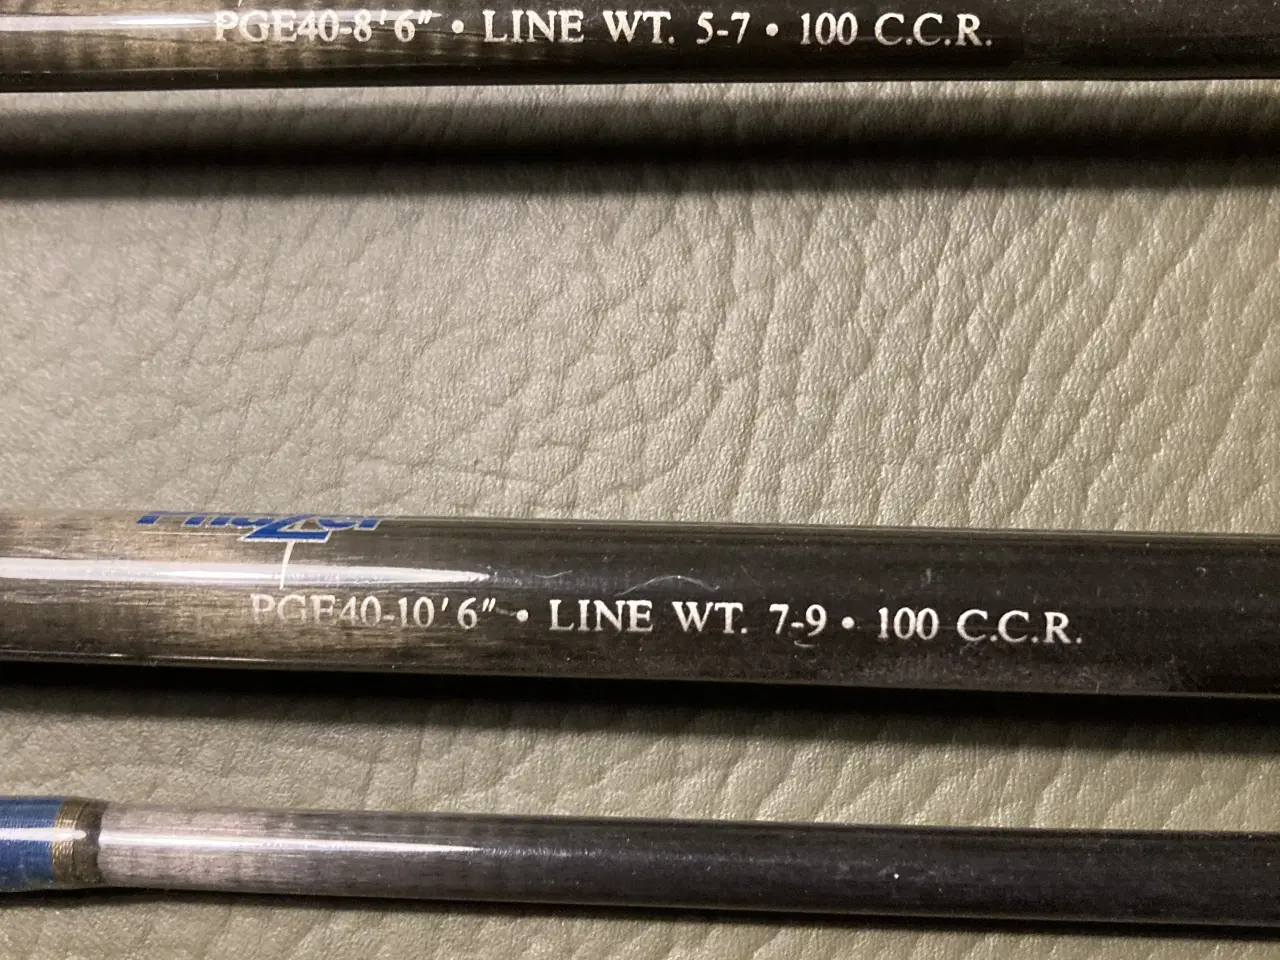 PGE40-8'6" • LINE WT. 5-7 • 100 C.C.R.
PGE40-10'6" • LINE WT. 7-9 • 100 C.C.R.